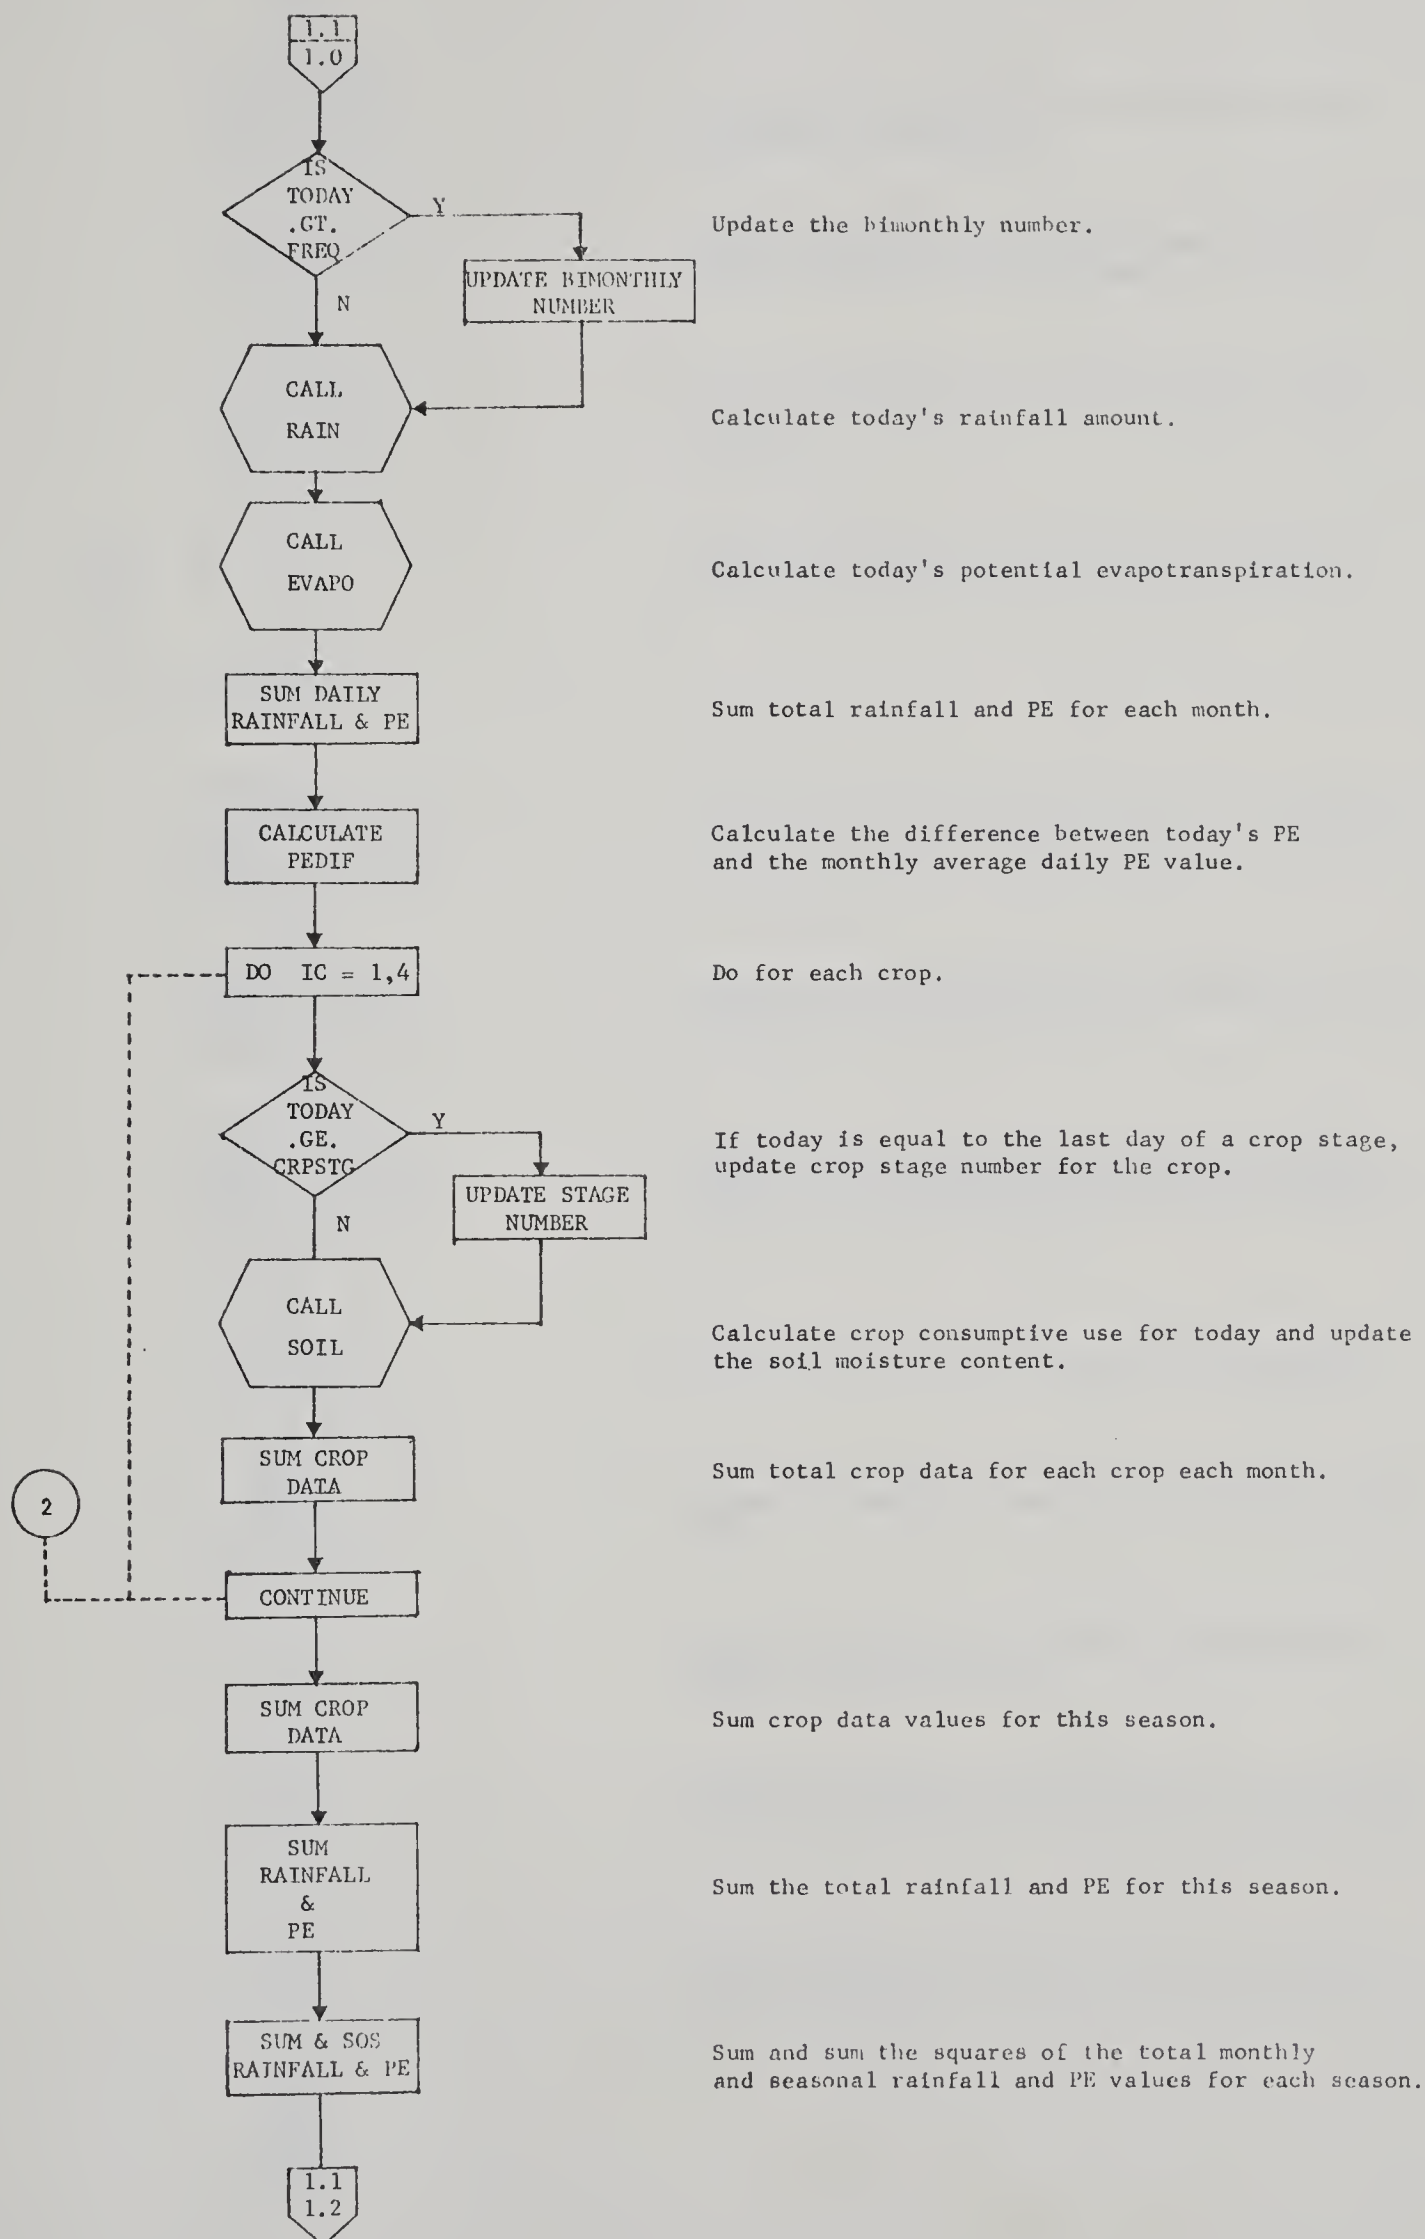 1.1
1.0
IS
TODAY
.GT.
FREQ
Y
N
Update the bimonthly number.
UPDATE BIMONTHLY
NUMBER
CALL
RAIN
Calculate today's rainfall amount.
CALL
EVAPO
Calculate today's potential evapotranspiration.
SUM DAILY
RAINFALL & PE
Sum total rainfall and PE for each month.
CALCULATE
PEDIF
Calculate the difference between today's PE
and the monthly average daily PE value.
DO IC = 1,4
Do for each crop.
IS
TODAY
.GE.
CRPSTG
Y
N
If today is equal to the last day of a crop stage,
update crop stage number for the crop.
UPDATE STAGE
NUMBER
CALL
SOIL
Calculate crop consumptive use for today and update
the soil moisture content.
SUM CROP
DATA
Sum total crop data for each crop each month.
2
CONTINUE
SUM CROP
DATA
Sum crop data values for this season.
SUM
RAINFALL
&
PE
Sum the total rainfall and PE for this season.
SUM & SOS
RAINFALL & PE
Sum and sum the squares of the total monthly
and seasonal rainfall and PE values for each season.
1.1
1.2